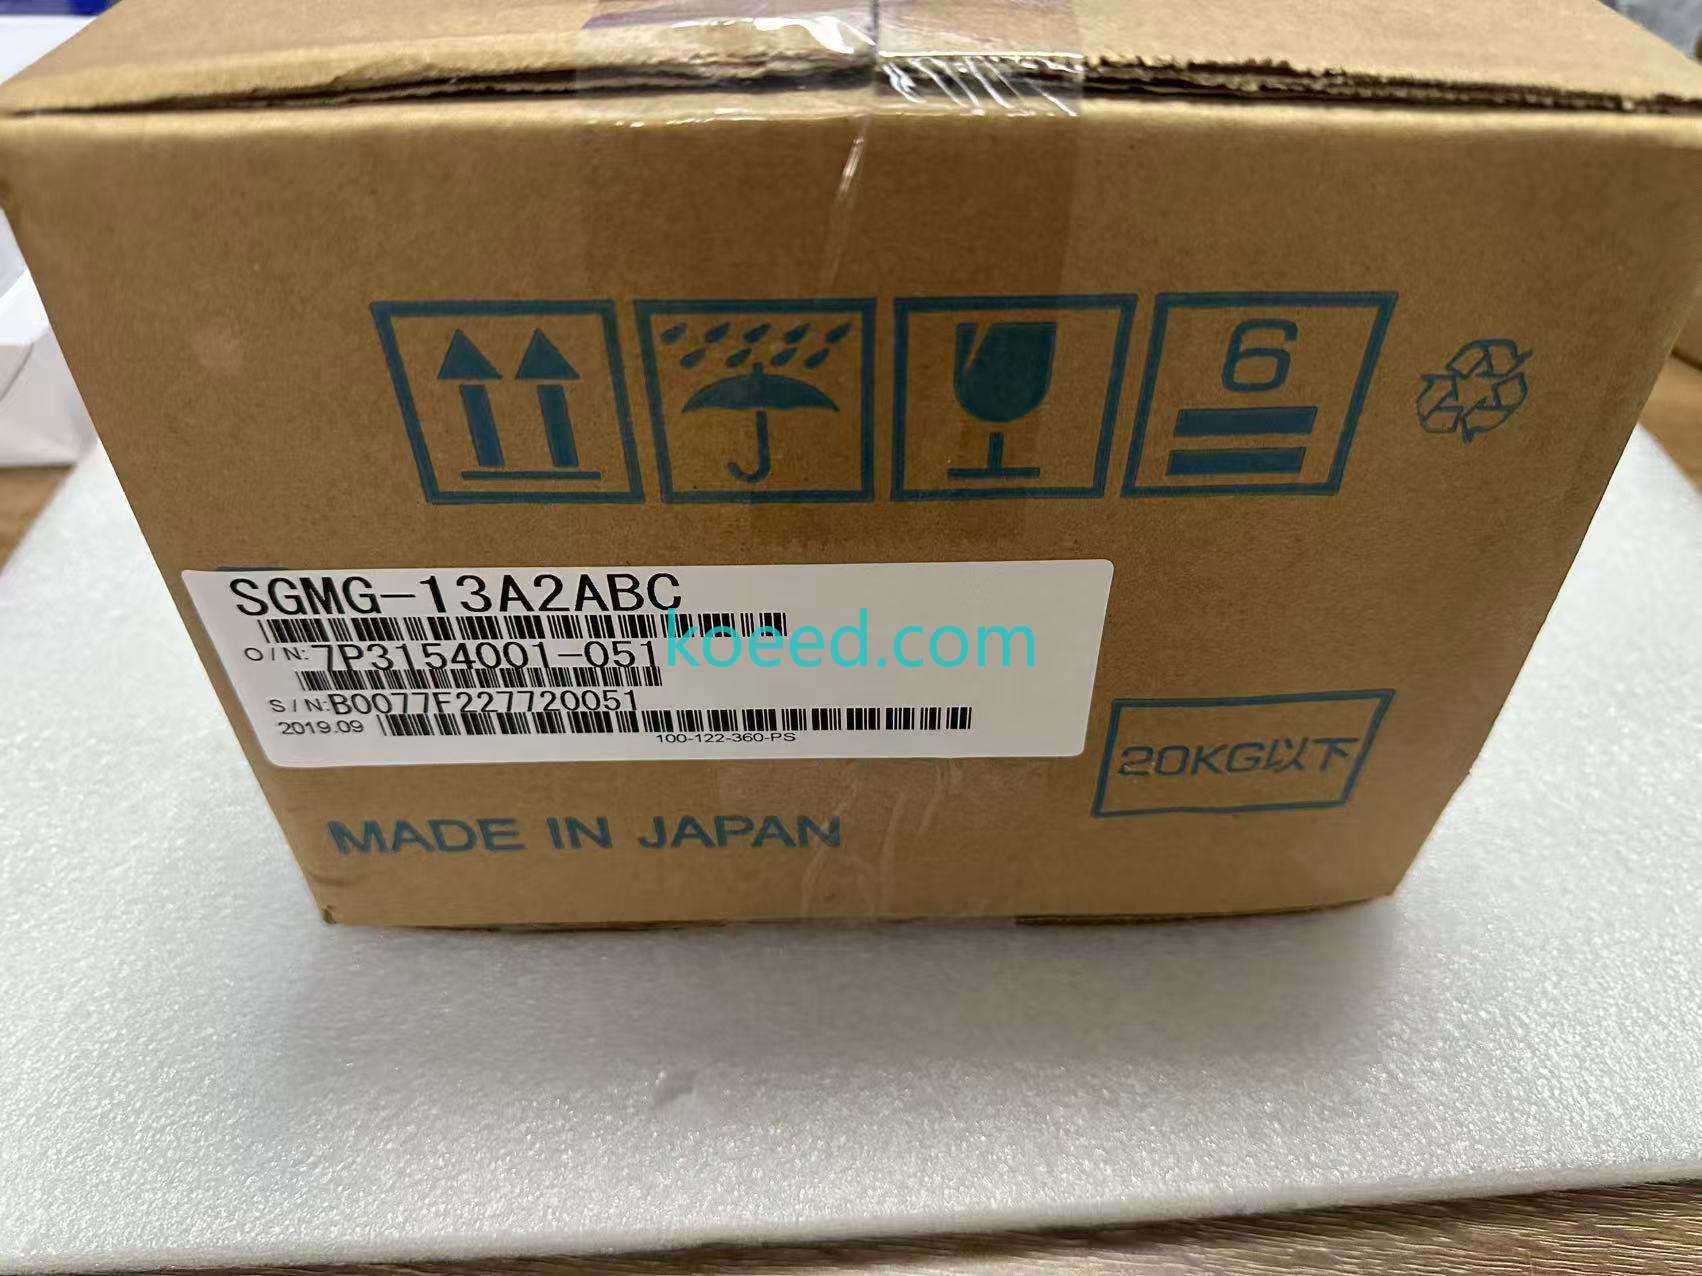 6
SGMG-13A2ABC
O/N:7P3154001-051
S/N:B0077F227720051
2019.09
100-122-360-PS
koeed.com
20KG以下
MADE IN JAPAN